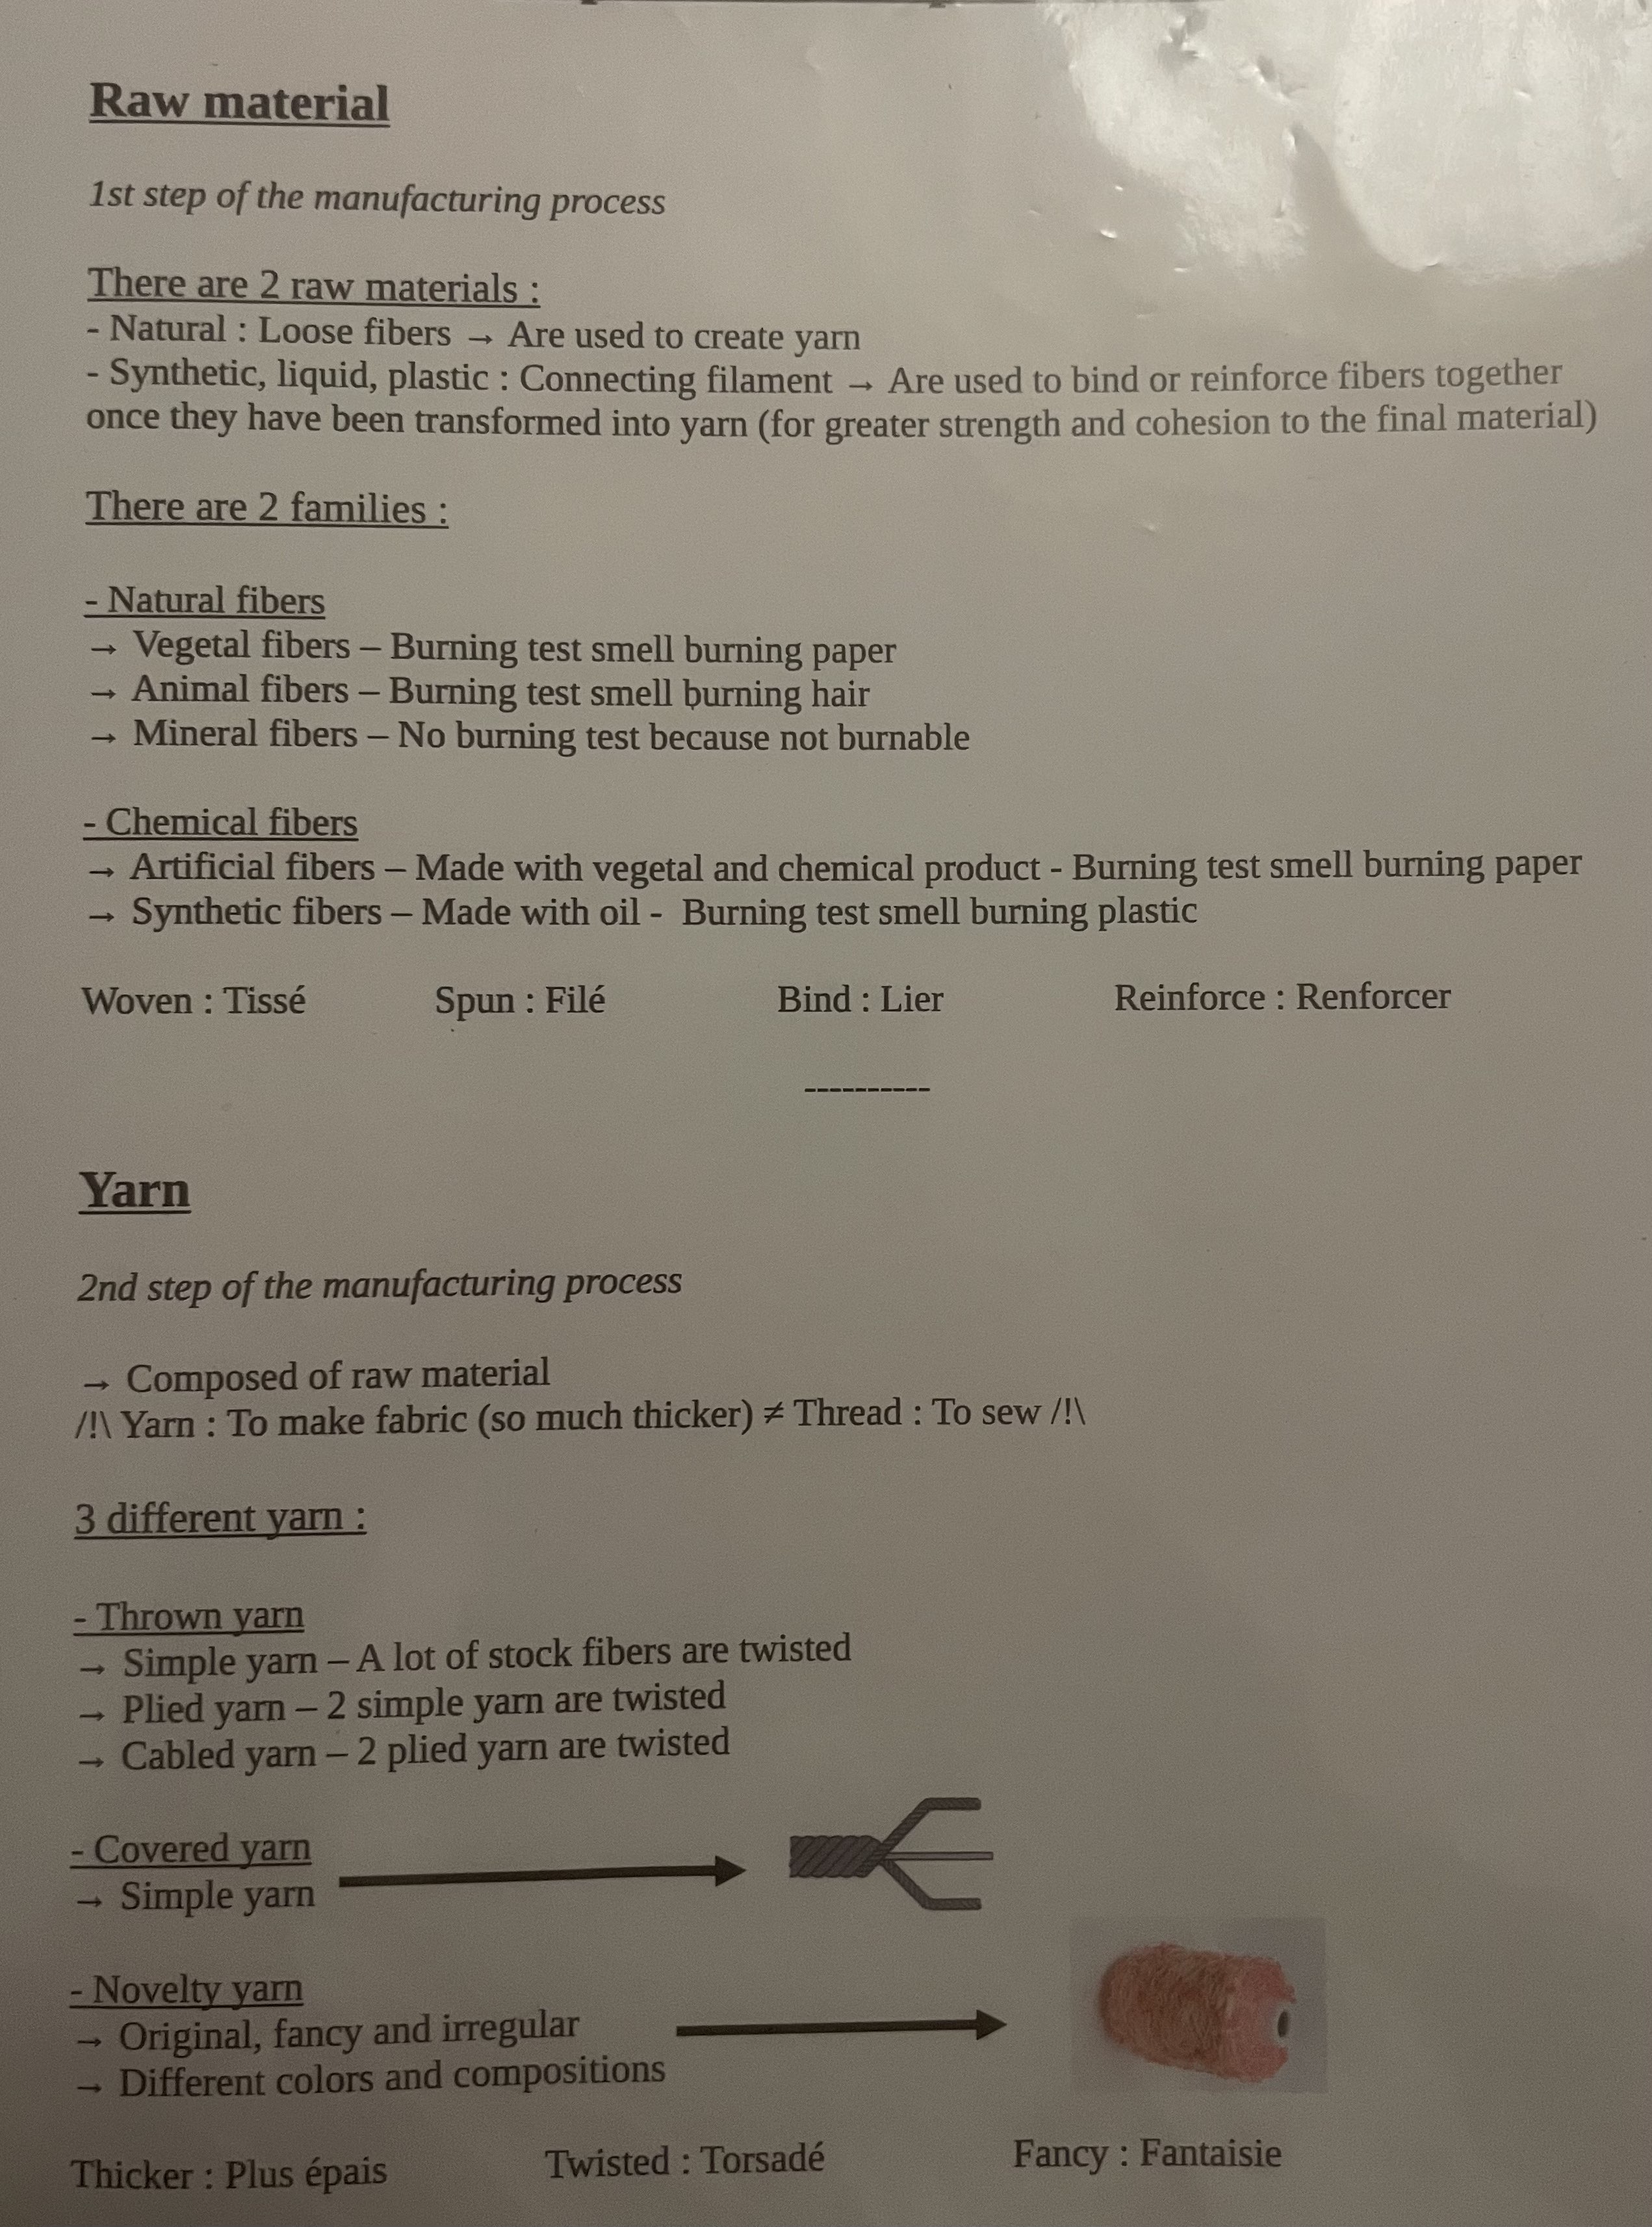 Raw material
1st step of the manufacturing process
There are 2 raw materials :
- Natural : Loose fibers → Are used to create yarn
- Synthetic, liquid, plastic : Connecting filament → Are used to bind or reinforce fibers together
once they have been transformed into yarn (for greater strength and cohesion to the final material)
There are 2 families :
- Natural fibers
→ Vegetal fibers – Burning test smell burning paper
→ Animal fibers – Burning test smell burning hair
→ Mineral fibers – No burning test because not burnable
- Chemical fibers
→ Artificial fibers – Made with vegetal and chemical product - Burning test smell burning paper
→ Synthetic fibers – Made with oil - Burning test smell burning plastic
Woven : Tissé Spun : Filé Bind : Lier Reinforce : Renforcer
----------
Yarn
2nd step of the manufacturing process
→ Composed of raw material
/!\ Yarn : To make fabric (so much thicker) ≠ Thread : To sew /!\
3 different yarn :
- Thrown yarn
→ Simple yarn – A lot of stock fibers are twisted
→ Plied yarn – 2 simple yarn are twisted
→ Cabled yarn – 2 plied yarn are twisted
- Covered yarn
→ Simple yarn
- Novelty yarn
→ Original, fancy and irregular
→ Different colors and compositions
Thicker : Plus épais Twisted : Torsadé Fancy : Fantaisie